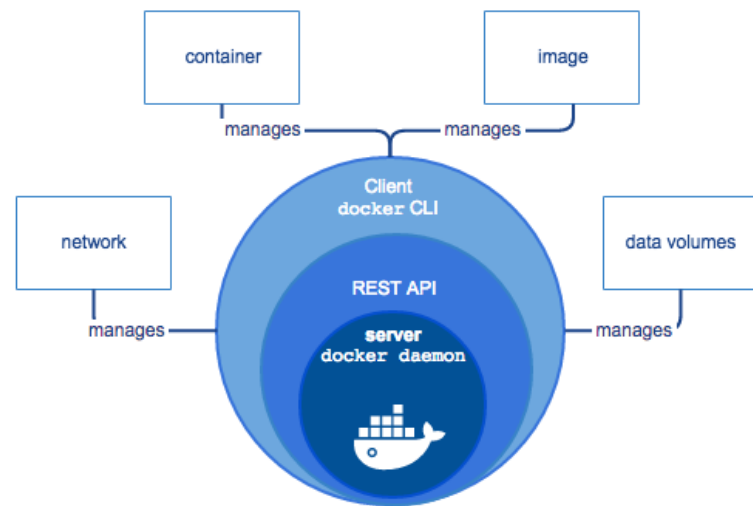 container
image
manages
manages
Client
docker CLI
network
data volumes
REST API
manages
server
docker daemon
manages